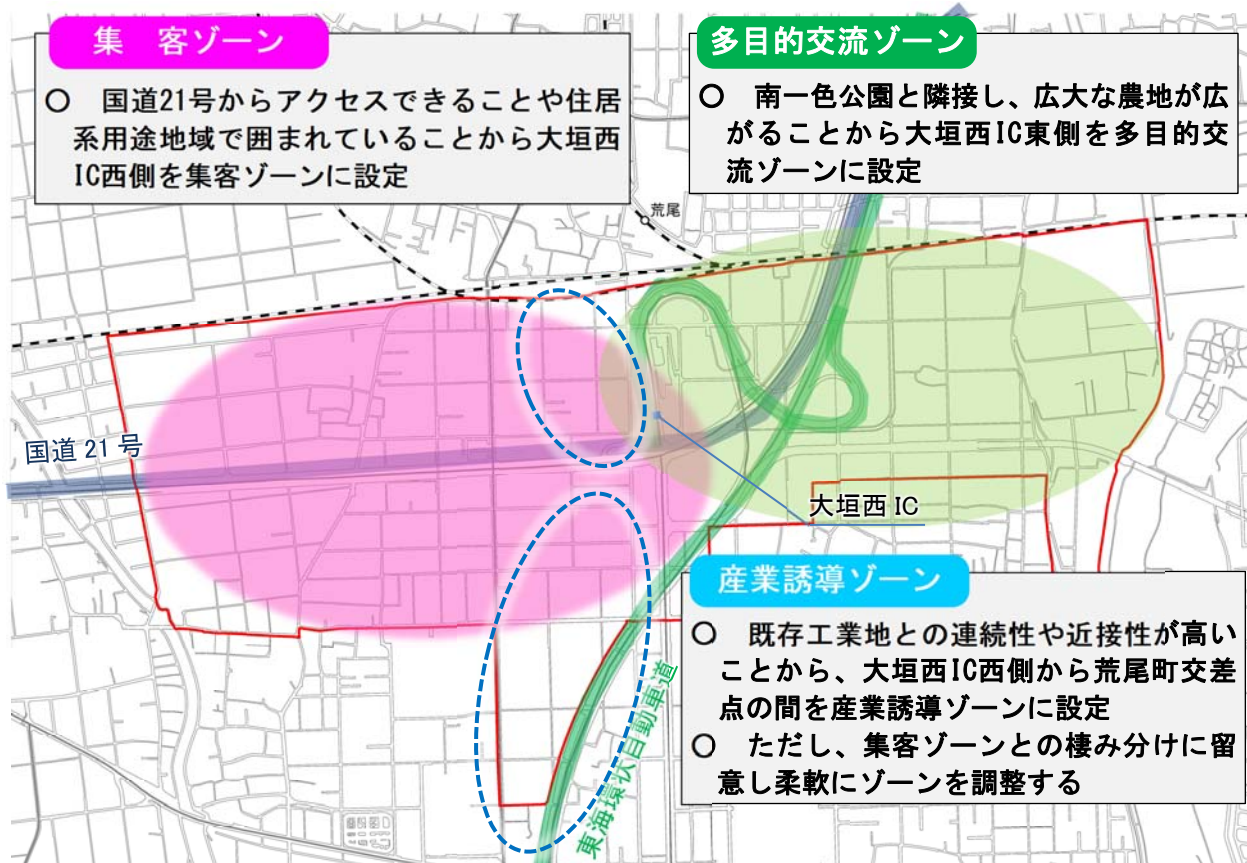 集　客ゾーン
○　国道21号からアクセスできることや住居
系用途地域で囲まれていることから大垣西
IC西側を集客ゾーンに設定
多目的交流ゾーン
○　南一色公園と隣接し、広大な農地が広
がることから大垣西IC東側を多目的交
流ゾーンに設定
荒尾
国道21号
大垣西IC
産業誘導ゾーン
○　既存工業地との連続性や近接性が高い
ことから、大垣西IC西側から荒尾町交差
点の間を産業誘導ゾーンに設定
○　ただし、集客ゾーンとの棲み分けに留
意し柔軟にゾーンを調整する
東海環状自動車道